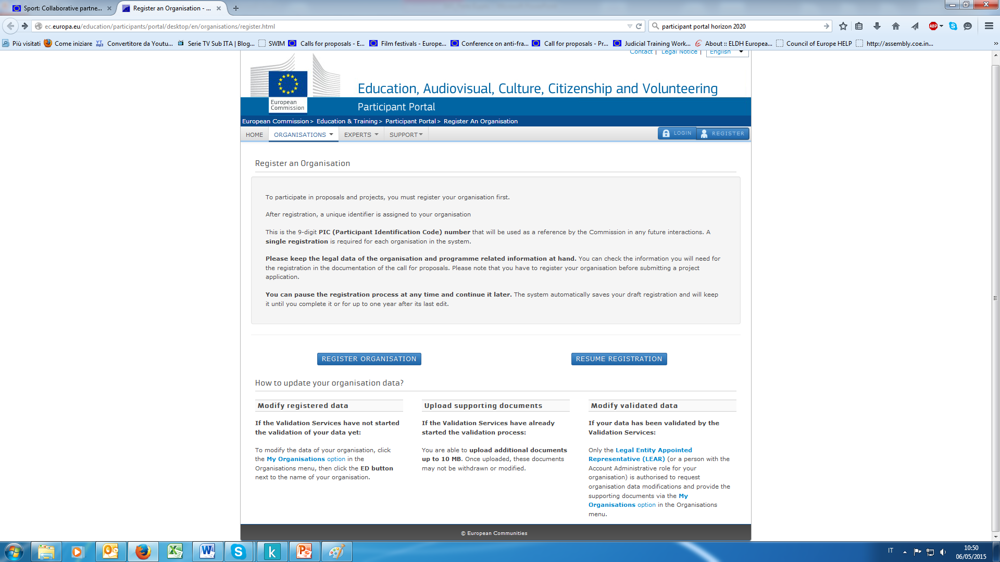 Sport: Collaborative partne...
Register an Organisation - ...
ec.europa.eu/education/participants/portal/desktop/en/organisations/register.html
participant portal horizon 2020
ABP
Più visitati
Come iniziare
YT mp3
Convertitore da Youtu...
Serie TV Sub ITA | Blog...
SWIM
Calls for proposals - E...
Film festivals - Europe...
Conference on anti-fra...
Call for proposals - Pr...
Judicial Training Work...
About :: ELDH Europea...
Council of Europe HELP
http://assembly.coe.in...
Contact | Legal Notice | English
Education, Audiovisual, Culture, Citizenship and Volunteering
European
Commission
Participant Portal
European Commission > Education & Training > Participant Portal > Register An Organisation
HOME ORGANISATIONS EXPERTS SUPPORT LOGIN REGISTER
Register an Organisation
To participate in proposals and projects, you must register your organisation first.
After registration, a unique identifier is assigned to your organisation
This is the 9-digit PIC (Participant Identification Code) number that will be used as a reference by the Commission in any future interactions. A
single registration is required for each organisation in the system.
Please keep the legal data of the organisation and programme related information at hand. You can check the information you will need for
the registration in the documentation of the call for proposals. Please note that you have to register your organisation before submitting a project
application.
You can pause the registration process at any time and continue it later. The system automatically saves your draft registration and will keep
it until you complete it or for up to one year after its last edit.
REGISTER ORGANISATION
RESUME REGISTRATION
How to update your organisation data?
Modify registered data
If the Validation Services have not started
the validation of your data yet:
To modify the data of your organisation, click
the My Organisations option in the
Organisations menu, then click the ED button
next to the name of your organisation.
Upload supporting documents
If the Validation Services have already
started the validation process:
You are able to upload additional documents
up to 10 MB. Once uploaded, these documents
may not be withdrawn or modified.
Modify validated data
If your data has been validated by the
Validation Services:
Only the Legal Entity Appointed
Representative (LEAR) (or a person with the
Account Administrative role for your
organisation) is authorised to request
organisation data modifications and provide the
supporting documents via the My
Organisations option in the Organisations
menu.
© European Communities
IT
10:50
06/05/2015